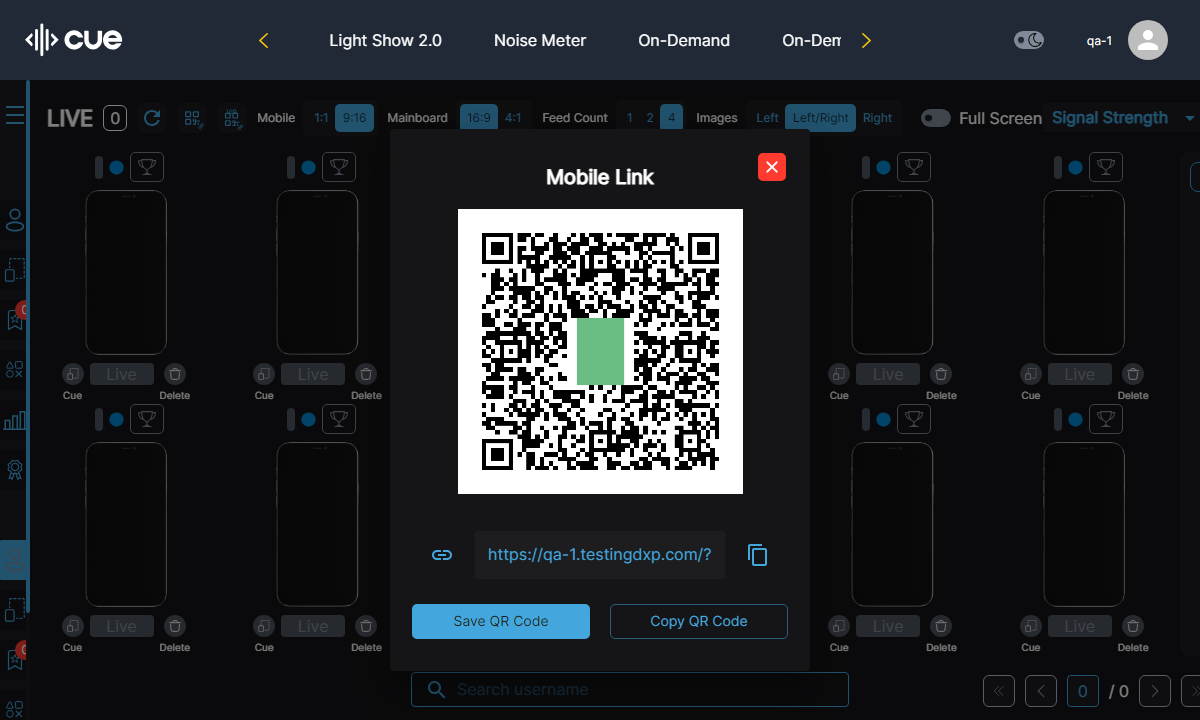 cue
Light Show 2.0
Noise Meter
On-Demand
On-Dem
qa-1
LIVE 0
Mobile 1:1 9:16 Mainboard 16:9 4:1 Feed Count 1 2 4 Images Left Left/Right Right
Full Screen
Signal Strength
Mobile Link
https://qa-1.testingdxp.com/?
Save QR Code
Copy QR Code
Live Live Live Live
Cue Delete Cue Delete Cue Delete Cue Delete
Live Live Live Live
Cue Delete Cue Delete Cue Delete Cue Delete
Search username
0 / 0